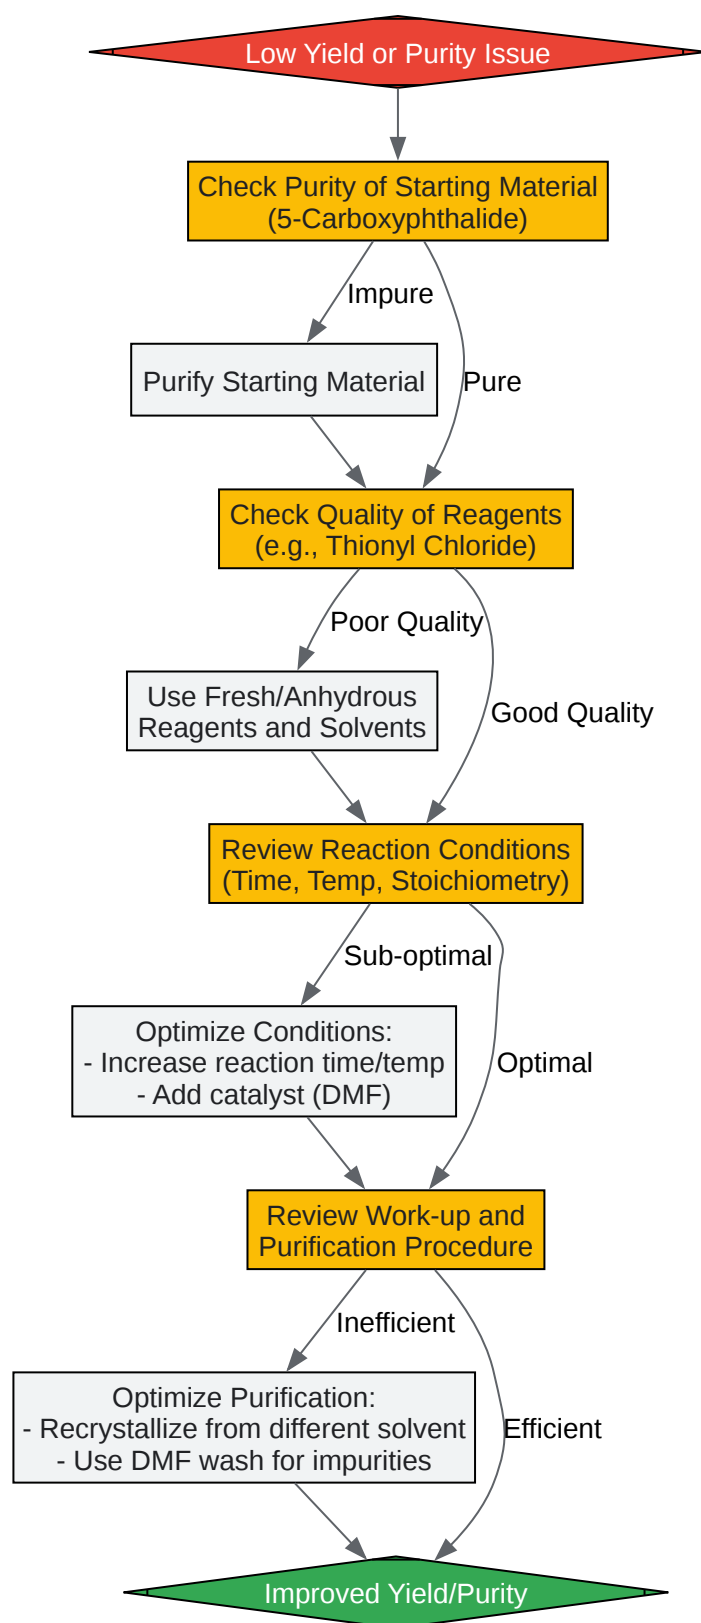 Low Yield or Purity Issue
Check Purity of Starting Material
(5-Carboxyphthalide)
Impure
Purify Starting Material
Pure
Check Quality of Reagents
(e.g., Thionyl Chloride)
Poor Quality
Use Fresh/Anhydrous
Reagents and Solvents
Good Quality
Review Reaction Conditions
(Time, Temp, Stoichiometry)
Sub-optimal
Optimize Conditions:
- Increase reaction time/temp
- Add catalyst (DMF)
Optimal
Review Work-up and
Purification Procedure
Inefficient
Optimize Purification:
- Recrystallize from different solvent
- Use DMF wash for impurities
Efficient
Improved Yield/Purity